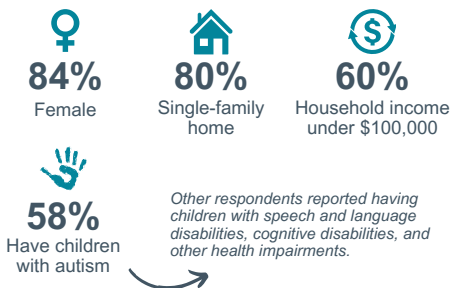 84%
Female
80%
Single-family
home
$
60%
Household income
under $100,000
58%
Have children
with autism
Other respondents reported having
children with speech and language
disabilities, cognitive disabilities, and
other health impairments.